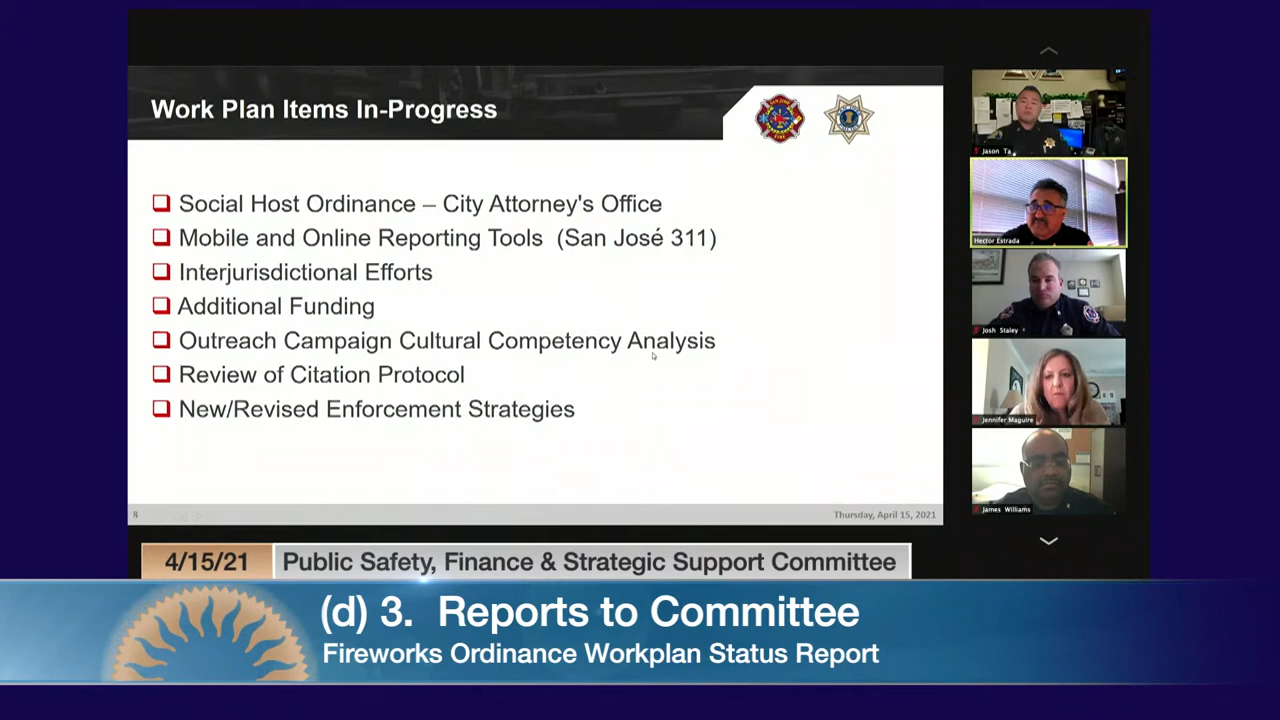 Work Plan Items In-Progress
Social Host Ordinance – City Attorney's Office
Mobile and Online Reporting Tools (San José 311)
Interjurisdictional Efforts
Additional Funding
Outreach Campaign Cultural Competency Analysis
Review of Citation Protocol
New/Revised Enforcement Strategies
8
Thursday, April 15, 2021
Jason Ta
Hector Estrada
Josh Staley
Jennifer Maguire
James Williams
4/15/21
Public Safety, Finance & Strategic Support Committee
(d) 3. Reports to Committee
Fireworks Ordinance Workplan Status Report